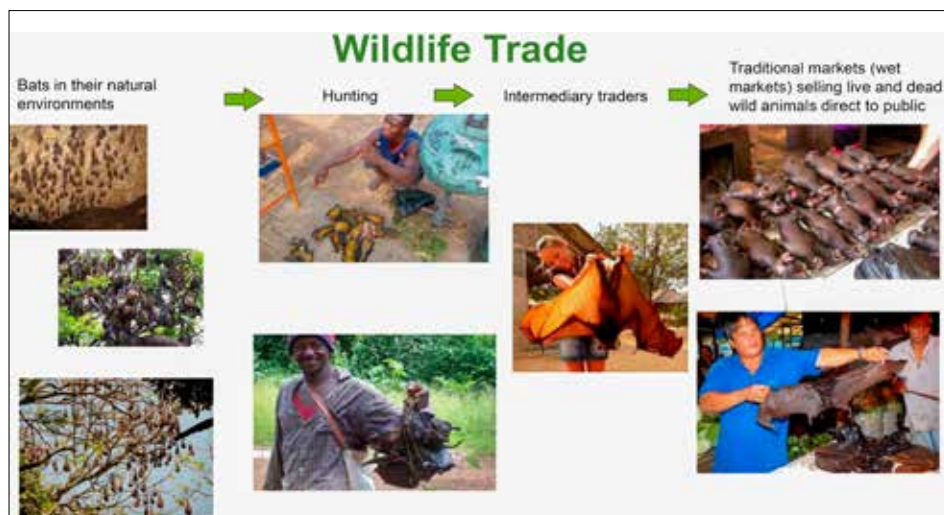 Wildlife Trade
Bats in their natural
environments
Hunting
Intermediary traders
Traditional markets (wet
markets) selling live and dead
wild animals direct to public